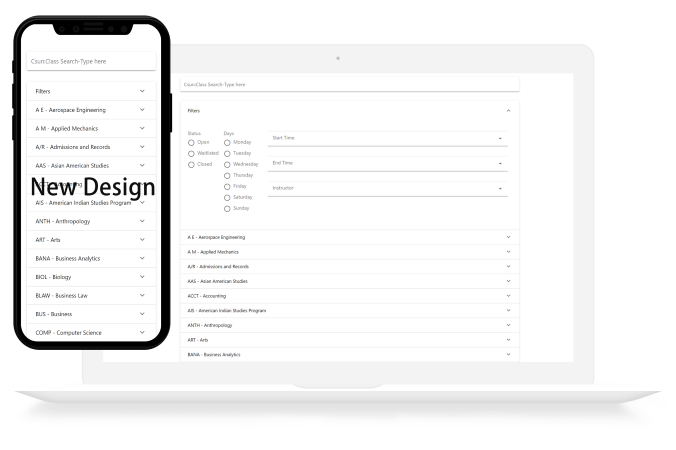 CsunClass Search-Type here
Filters
A E - Aerospace Engineering
A M - Applied Mechanics
A/R - Admissions and Records
AAS - Asian American Studies
New Design
AIS - American Indian Studies Program
ANTH - Anthropology
ART - Arts
BANA - Business Analytics
BIOL - Biology
BLAW - Business Law
BUS - Business
COMP - Computer Science
CsunClass Search-Type here
Filters
Status
Open
Waitlisted
Closed
Days
Monday
Tuesday
Wednesday
Thursday
Friday
Saturday
Sunday
Start Time
End Time
Instructor
A E - Aerospace Engineering
A M - Applied Mechanics
A/R - Admissions and Records
AAS - Asian American Studies
ACCT - Accounting
AIS - American Indian Studies Program
ANTH - Anthropology
ART - Arts
BANA - Business Analytics